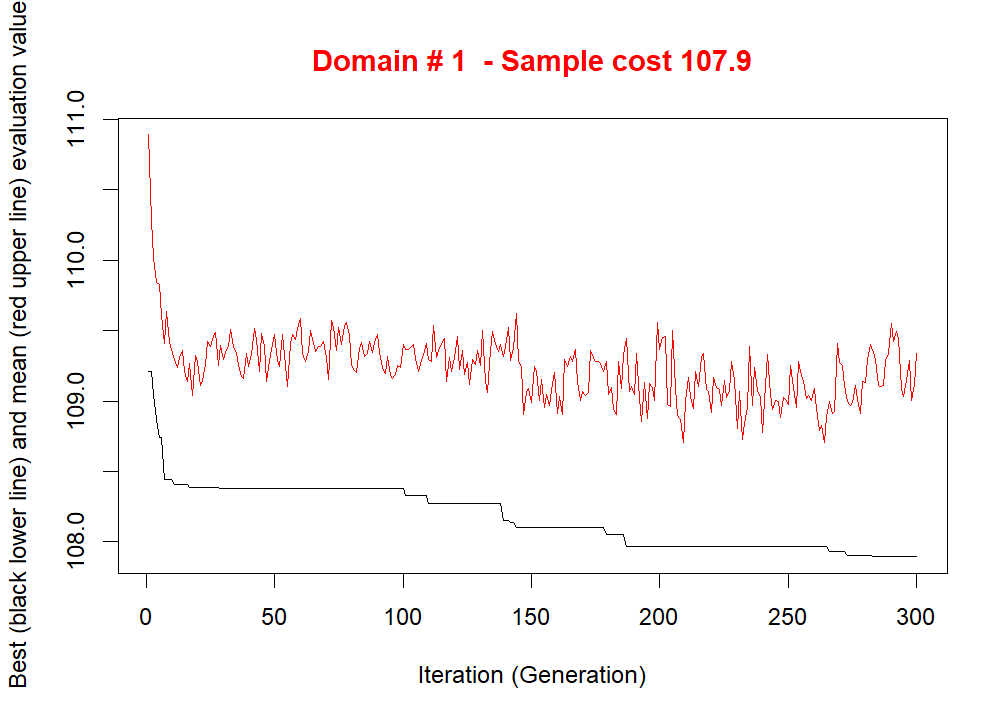 Domain # 1  - Sample cost 107.9
Best (black lower line) and mean (red upper line) evaluation value
111.0
110.0
109.0
108.0
0 50 100 150 200 250 300
Iteration (Generation)